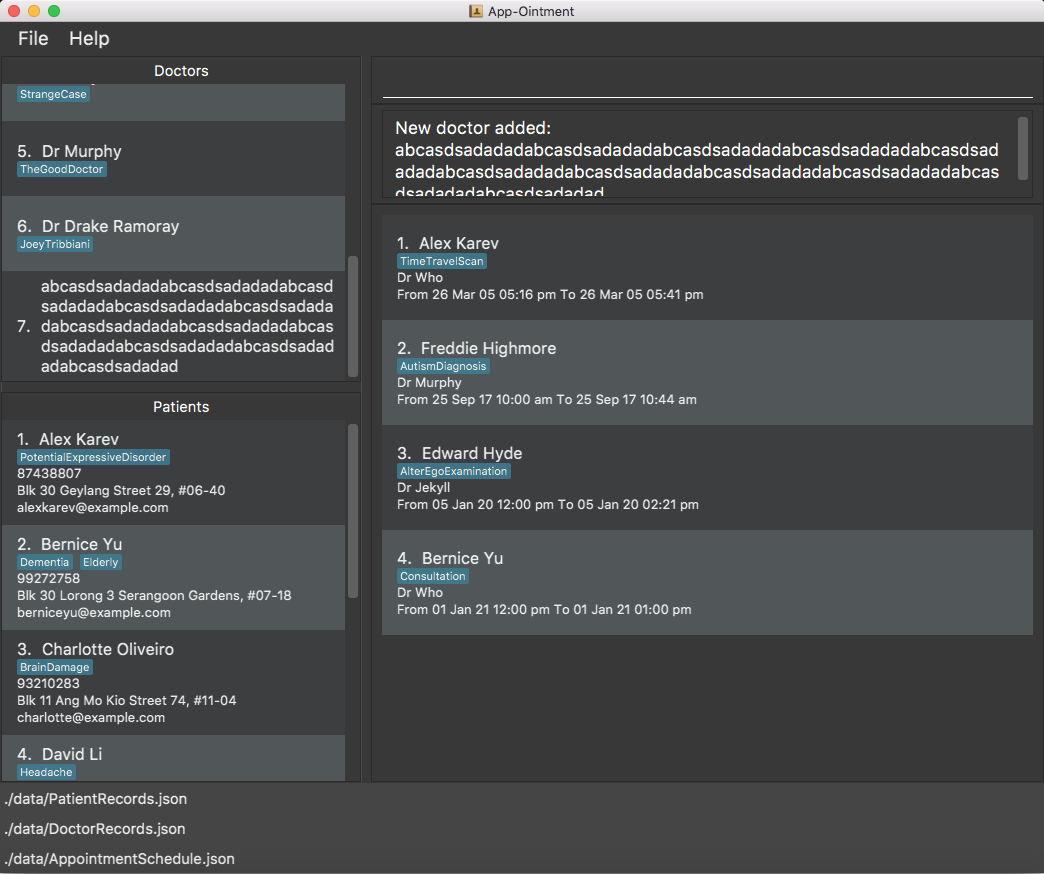 App-Ointment
File Help
Doctors
StrangeCase
5. Dr Murphy
TheGoodDoctor
6. Dr Drake Ramoray
JoeyTribbiani
abcasdsadadadabcasdsadadadabcasd
sadadadabcasdsadadadabcasdsadada
7. dabcasdsadadadabcasdsadadadabcas
dsadadadabcasdsadadadabcasdsadad
adabcasdsadadad
Patients
1. Alex Karev
PotentialExpressiveDisorder
87438807
Blk 30 Geylang Street 29, #06-40
alexkarev@example.com
2. Bernice Yu
Dementia Elderly
99272758
Blk 30 Lorong 3 Serangoon Gardens, #07-18
berniceyu@example.com
3. Charlotte Oliveiro
BrainDamage
93210283
Blk 11 Ang Mo Kio Street 74, #11-04
charlotte@example.com
4. David Li
Headache
New doctor added:
abcasdsadadadabcasdsadadadabcasdsadadadabcasdsadadadabcasdsad
adadabcasdsadadadabcasdsadadadabcasdsadadadabcasdsadadadabcas
dsadadadabcasdsadadad
1. Alex Karev
TimeTravelScan
Dr Who
From 26 Mar 05 05:16 pm To 26 Mar 05 05:41 pm
2. Freddie Highmore
AutismDiagnosis
Dr Murphy
From 25 Sep 17 10:00 am To 25 Sep 17 10:44 am
3. Edward Hyde
AlterEgoExamination
Dr Jekyll
From 05 Jan 20 12:00 pm To 05 Jan 20 02:21 pm
4. Bernice Yu
Consultation
Dr Who
From 01 Jan 21 12:00 pm To 01 Jan 21 01:00 pm
./data/PatientRecords.json
./data/DoctorRecords.json
./data/AppointmentSchedule.json